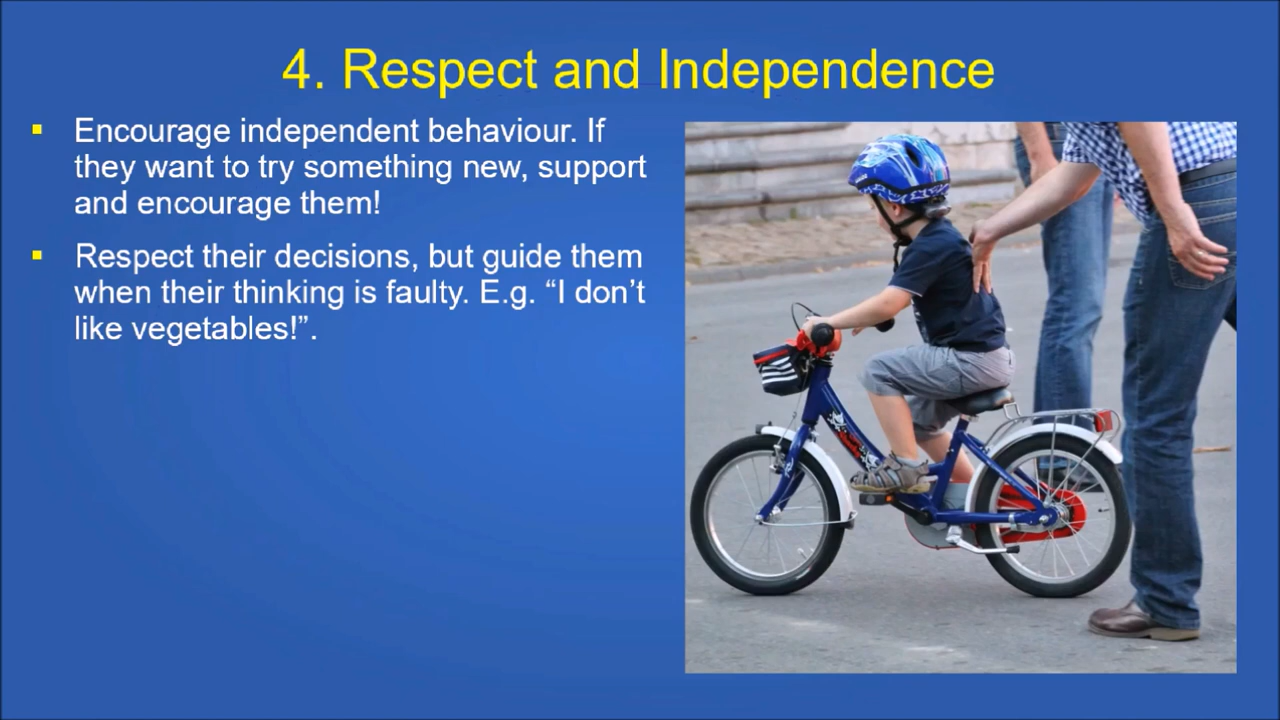 4. Respect and Independence
Encourage independent behaviour. If
they want to try something new, support
and encourage them!
Respect their decisions, but guide them
when their thinking is faulty. E.g. “I don’t
like vegetables!”.